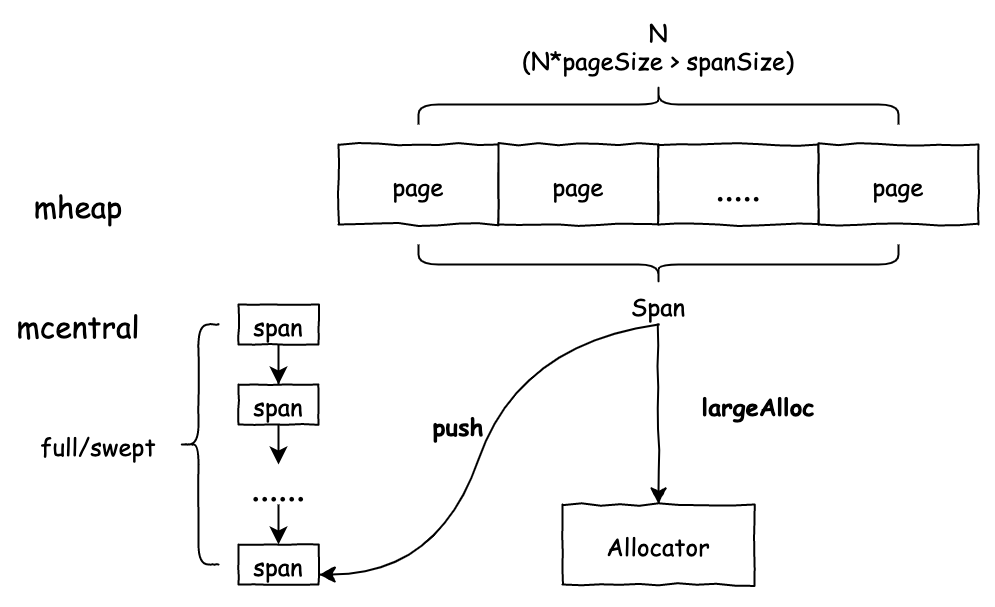 N
(N*pageSize > spanSize)
page
page
.....
page
mheap
Span
mcentral
span
span
largeAlloc
push
full/swept
......
Allocator
span